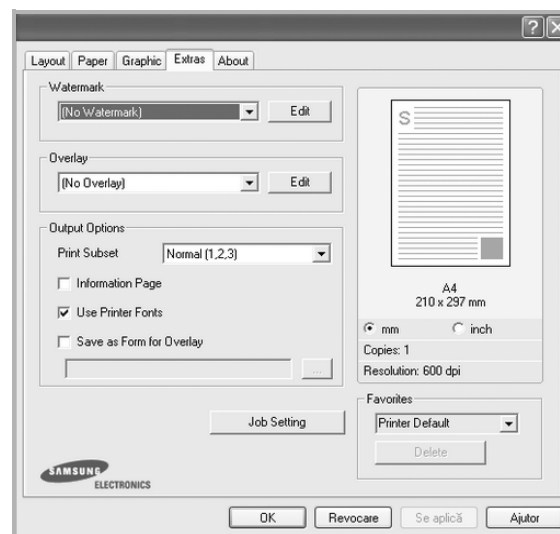 Layout Paper Graphic Extras About
Watermark
(No Watermark) Edit
Overlay
(No Overlay) Edit
Output Options
Print Subset Normal (1,2,3)
Information Page
Use Printer Fonts
Save as Form for Overlay
...
Job Setting
SAMSUNG
ELECTRONICS
S
A4
210 x 297 mm
mm inch
Copies: 1
Resolution: 600 dpi
Favorites
Printer Default
Delete
OK Revocare Se aplică Ajutor